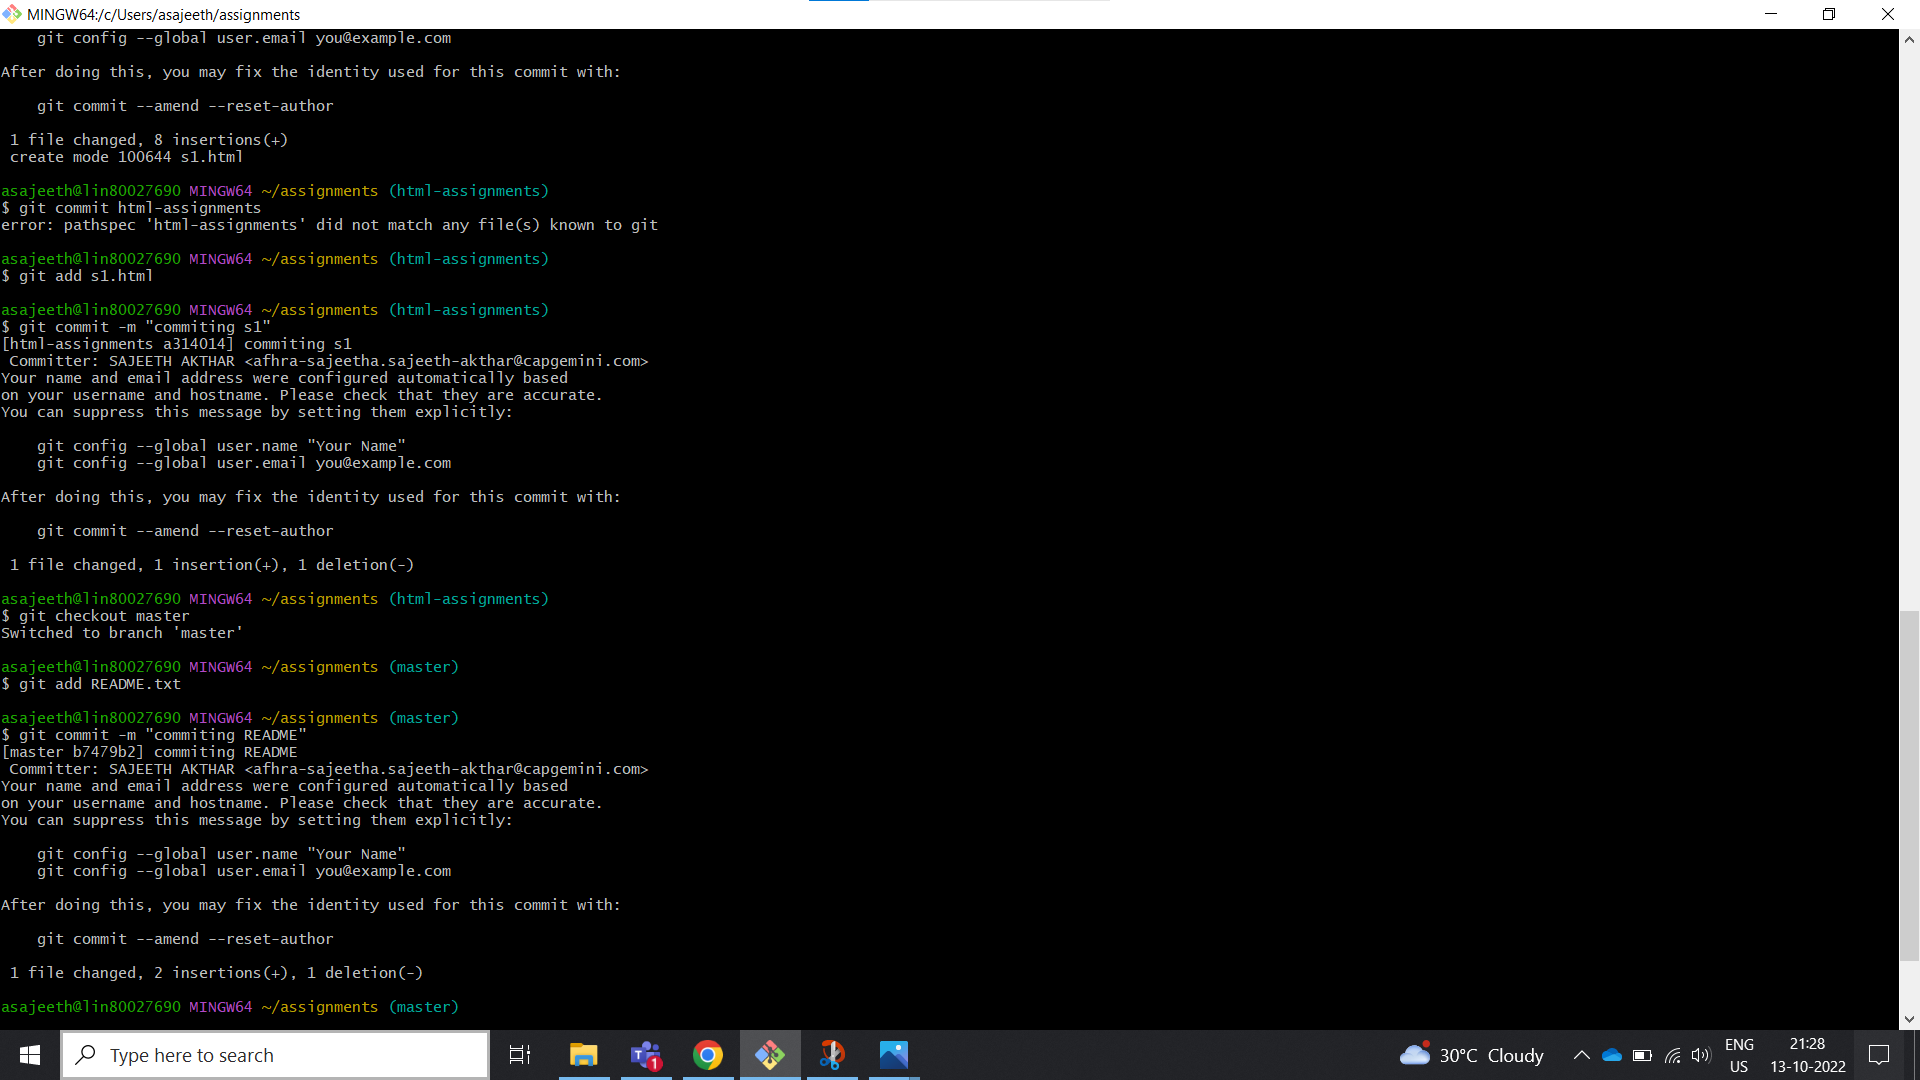 MINGW64:/c/Users/asajeeth/assignments
    git config --global user.email you@example.com

After doing this, you may fix the identity used for this commit with:

    git commit --amend --reset-author

 1 file changed, 8 insertions(+)
 create mode 100644 s1.html

asajeeth@lin80027690 MINGW64 ~/assignments (html-assignments)
$ git commit html-assignments
error: pathspec 'html-assignments' did not match any file(s) known to git

asajeeth@lin80027690 MINGW64 ~/assignments (html-assignments)
$ git add s1.html

asajeeth@lin80027690 MINGW64 ~/assignments (html-assignments)
$ git commit -m "commiting s1"
[html-assignments a314014] commiting s1
 Committer: SAJEETH AKTHAR <afhra-sajeetha.sajeeth-akthar@capgemini.com>
Your name and email address were configured automatically based
on your username and hostname. Please check that they are accurate.
You can suppress this message by setting them explicitly:

    git config --global user.name "Your Name"
    git config --global user.email you@example.com

After doing this, you may fix the identity used for this commit with:

    git commit --amend --reset-author

 1 file changed, 1 insertion(+), 1 deletion(-)

asajeeth@lin80027690 MINGW64 ~/assignments (html-assignments)
$ git checkout master
Switched to branch 'master'

asajeeth@lin80027690 MINGW64 ~/assignments (master)
$ git add README.txt

asajeeth@lin80027690 MINGW64 ~/assignments (master)
$ git commit -m "commiting README"
[master b7479b2] commiting README
 Committer: SAJEETH AKTHAR <afhra-sajeetha.sajeeth-akthar@capgemini.com>
Your name and email address were configured automatically based
on your username and hostname. Please check that they are accurate.
You can suppress this message by setting them explicitly:

    git config --global user.name "Your Name"
    git config --global user.email you@example.com

After doing this, you may fix the identity used for this commit with:

    git commit --amend --reset-author

 1 file changed, 2 insertions(+), 1 deletion(-)

asajeeth@lin80027690 MINGW64 ~/assignments (master)
Type here to search
1
30°C Cloudy
ENG
US
21:28
13-10-2022